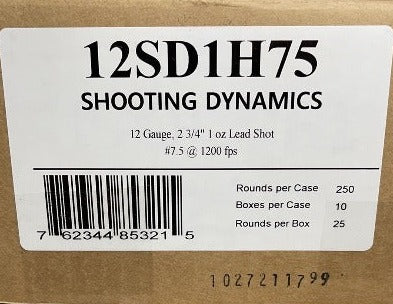 12SD1H75
SHOOTING DYNAMICS
12 Gauge, 2 3/4" 1 oz Lead Shot
#7.5 @ 1200 fps
Rounds per Case 250
Boxes per Case 10
Rounds per Box 25
7 62344 85321 5
1027211799